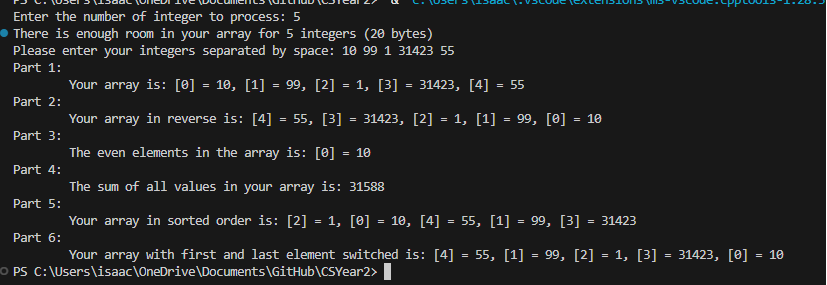 PS C:\Users\isaac\OneDrive\Documents\GitHub\CSYear2> & 'c:\Users\isaac\.vscode\extensions\ms-vscode.cpptools-1.28.3
Enter the number of integer to process: 5
There is enough room in your array for 5 integers (20 bytes)
Please enter your integers separated by space: 10 99 1 31423 55
Part 1:
Your array is: [0] = 10, [1] = 99, [2] = 1, [3] = 31423, [4] = 55
Part 2:
Your array in reverse is: [4] = 55, [3] = 31423, [2] = 1, [1] = 99, [0] = 10
Part 3:
The even elements in the array is: [0] = 10
Part 4:
The sum of all values in your array is: 31588
Part 5:
Your array in sorted order is: [2] = 1, [0] = 10, [4] = 55, [1] = 99, [3] = 31423
Part 6:
Your array with first and last element switched is: [4] = 55, [1] = 99, [2] = 1, [3] = 31423, [0] = 10
PS C:\Users\isaac\OneDrive\Documents\GitHub\CSYear2>